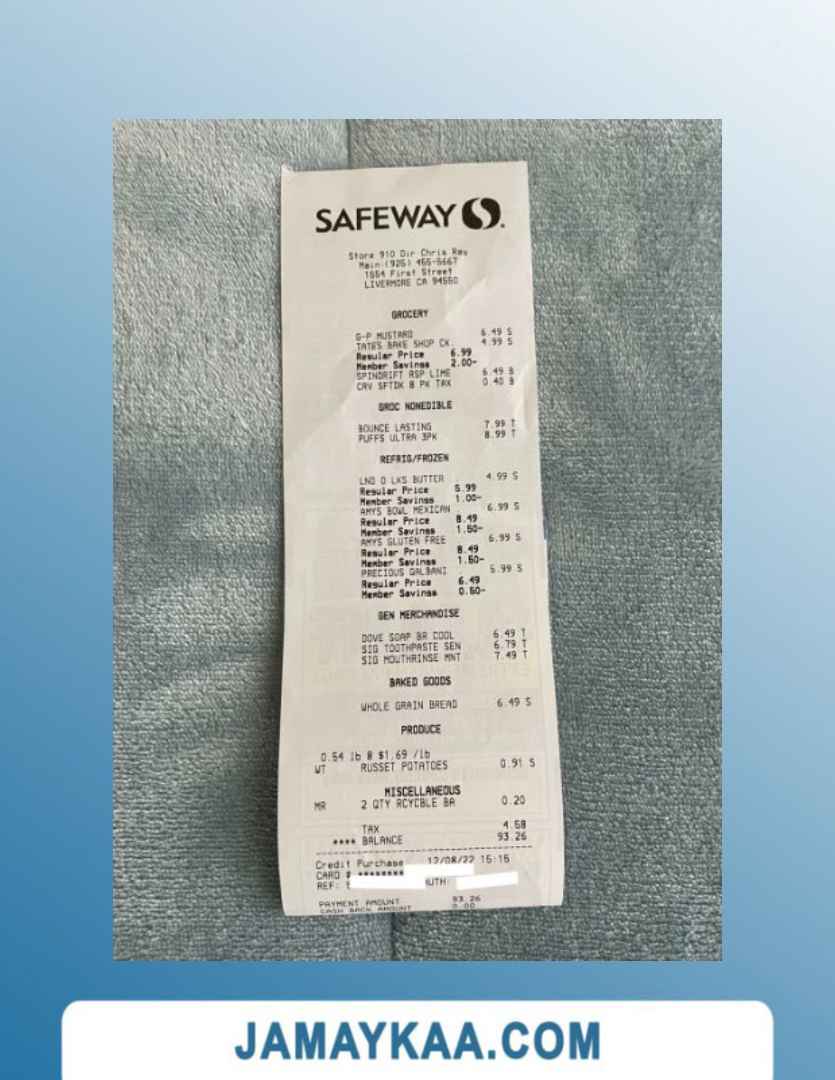 SAFEWAY
Store 910 Dir Chris Rey
Main:(925) 455-5667
1554 First Street
LIVERMORE CA 94550
GROCERY
G-P MUSTARD 6.49 S
TATES BAKE SHOP CK 4.99 S
Regular Price 6.99
Member Savings 2.00-
SPINDRIFT RSP LIME 6.49 B
CRV SFTDK 8 PK TAX 0.40 B
GROC NONEDIBLE
BOUNCE LASTING 7.99 T
PUFFS ULTRA 3PK 8.99 T
REFRIG/FROZEN
LND O LKS BUTTER 4.99 S
Regular Price 5.99
Member Savings 1.00-
AMYS BOWL MEXICAN 6.99 S
Regular Price 8.49
Member Savings 1.50-
AMYS GLUTEN FREE 6.99 S
Regular Price 8.49
Member Savings 1.50-
PRECIOUS GALBANI 5.99 S
Regular Price 6.49
Member Savings 0.50-
GEN MERCHANDISE
DOVE SOAP BR COOL 6.49 T
SIG TOOTHPASTE SEN 6.79 T
SIG MOUTHRINSE MNT 7.49 T
BAKED GOODS
WHOLE GRAIN BREAD 6.49 S
PRODUCE
0.54 lb @ $1.69 /lb
WT RUSSET POTATOES 0.91 S
MISCELLANEOUS
MR 2 QTY RCYCBLE BA 0.20
TAX 4.58
**** BALANCE 93.26
Credit Purchase 12/08/22 15:15
CARD # ********
REF: AUTH:
PAYMENT AMOUNT 93.26
CASH BACK AMOUNT 0.00
JAMAYKAA.COM